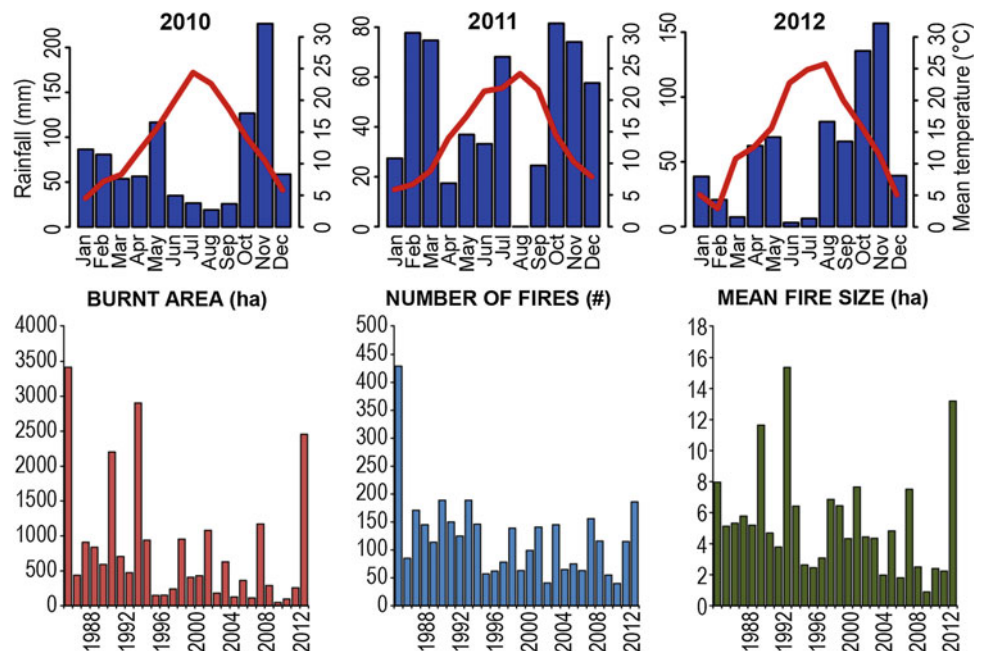 2010
Rainfall (mm)
200
150
100
50
0
30
25
20
15
10
5
0
Jan
Feb
Mar
Apr
May
Jun
Jul
Aug
Sep
Oct
Nov
Dec
2011
80
60
40
20
0
30
25
20
15
10
5
0
Jan
Feb
Mar
Apr
May
Jun
Jul
Aug
Sep
Oct
Nov
Dec
2012
150
100
50
0
30
25
20
15
10
5
0
Mean temperature (°C)
Jan
Feb
Mar
Apr
May
Jun
Jul
Aug
Sep
Oct
Nov
Dec
BURNT AREA (ha)
4000
3500
3000
2500
2000
1500
1000
500
0
1988
1992
1996
2000
2004
2008
2012
NUMBER OF FIRES (#)
500
450
400
350
300
250
200
150
100
50
0
1988
1992
1996
2000
2004
2008
2012
MEAN FIRE SIZE (ha)
18
16
14
12
10
8
6
4
2
0
1988
1992
1996
2000
2004
2008
2012